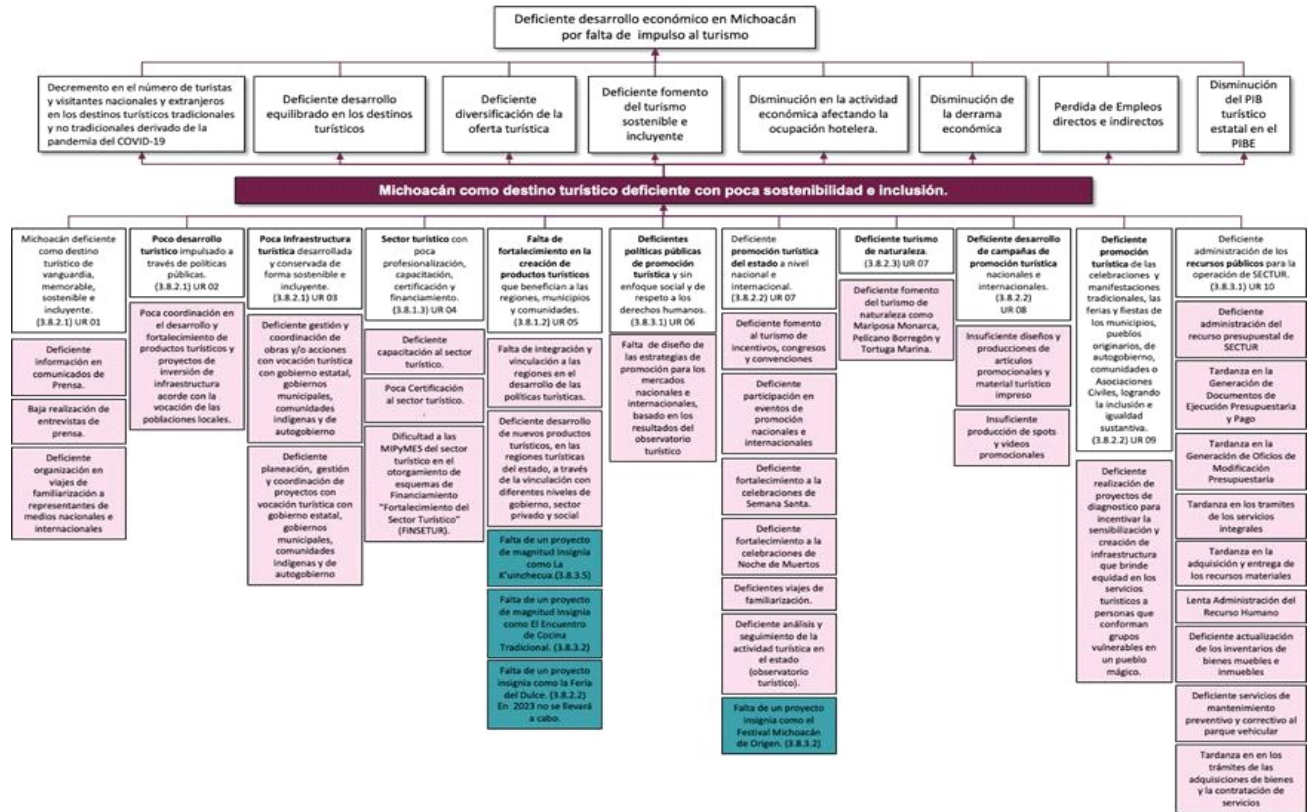 Deficiente desarrollo económico en Michoacán
por falta de impulso al turismo
Decremento en el número de turistas
y visitantes nacionales y extranjeros
en los destinos turísticos tradicionales
y no tradicionales derivado de la
pandemia del COVID-19
Deficiente desarrollo
equilibrado en los destinos
turísticos
Deficiente
diversificación de la
oferta turística
Deficiente fomento
del turismo
sostenible e
incluyente
Disminución en la actividad
económica afectando la
ocupación hotelera.
Disminución de
la derrama
económica
Perdida de Empleos
directos e indirectos
Disminución
del PIB
turístico
estatal en el
PIBE
Michoacán como destino turístico deficiente con poca sostenibilidad e inclusión.
Michoacán deficiente
como destino
turístico de
vanguardia,
memorable,
sostenible e
incluyente.
(3.8.2.1) UR 01
Deficiente
información en
comunicados de
Prensa.
Baja realización de
entrevistas de
prensa.
Deficiente
organización en
viajes de
familiarización a
representantes de
medios nacionales e
internacionales
Poco desarrollo
turístico impulsado a
través de políticas
públicas.
(3.8.2.1) UR 02
Poca coordinación en
el desarrollo y
fortalecimiento de
productos turísticos y
proyectos de
inversión de
infraestructura
acorde con la
vocación de las
poblaciones locales.
Poca Infraestructura
turística desarrollada
y conservada de
forma sostenible e
incluyente.
(3.8.2.1) UR 03
Deficiente gestión y
coordinación de
obras y/o acciones
con vocación turística
con gobierno estatal,
gobiernos
municipales,
comunidades
indígenas y de
autogobierno
Deficiente
planeación, gestión
y coordinación de
proyectos con
vocación turística con
gobierno estatal,
gobiernos
municipales,
comunidades
indígenas y de
autogobierno
Sector turístico con
poca
profesionalización,
capacitación,
certificación y
financiamiento.
(3.8.1.3) UR 04
Deficiente
capacitación al sector
turístico.
Poca Certificación
al sector turístico.
.
Dificultad a las
MIPyMES del sector
turístico en el
otorgamiento de
esquemas de
Financiamiento
"Fortalecimiento del
Sector Turístico"
(FINSETUR).
Falta de
fortalecimiento en la
creación de
productos turísticos
que benefician a las
regiones, municipios
y comunidades.
(3.8.1.2) UR 05
Falta de integración y
vinculación a las
regiones en el
desarrollo de las
políticas turísticas.
Deficiente desarrollo
de nuevos productos
turísticos, en las
regiones turísticas
del estado, a través
de la vinculación con
diferentes niveles de
gobierno, sector
privado y social
Falta de un proyecto
de magnitud Insignia
como La
K'uinchecua.(3.8.3.5)
Falta de un proyecto
de magnitud Insignia
como El Encuentro
de Cocina
Tradicional. (3.8.3.2)
Falta de un proyecto
insignia como la Feria
del Dulce. (3.8.2.2)
En 2023 no se llevará
a cabo.
Deficientes
políticas públicas
de promoción
turística y sin
enfoque social y de
respeto a los
derechos humanos.
(3.8.3.1) UR 06
Falta de diseño de
las estrategias de
promoción para los
mercados
nacionales e
internacionales,
basado en los
resultados del
observatorio
turístico
Deficiente
promoción turística
del estado a nivel
nacional e
internacional.
(3.8.2.2) UR 07
Deficiente fomento
al turismo de
incentivos, congresos
y convenciones
Deficiente
participación en
eventos de
promoción
nacionales e
internacionales
Deficiente
fortalecimiento a la
celebraciones de
Semana Santa.
Deficiente
fortalecimiento a la
celebraciones de
Noche de Muertos
Deficientes viajes de
familiarización.
Deficiente análisis y
seguimiento de la
actividad turística en
el estado
(observatorio
turístico).
Falta de un proyecto
insignia como el
Festival Michoacán
de Origen. (3.8.3.2)
Deficiente turismo
de naturaleza.
(3.8.2.3) UR 07
Deficiente fomento
del turismo de
naturaleza como
Mariposa Monarca,
Pelicano Borregón y
Tortuga Marina.
Deficiente desarrollo
de campañas de
promoción turística
nacionales e
internacionales.
(3.8.2.2)
UR 08
Insuficiente diseños y
producciones de
artículos
promocionales y
material turístico
impreso
Insuficiente
producción de spots
y videos
promocionales
Deficiente
promoción
turística de las
celebraciones y
manifestaciones
tradicionales, las
ferias y fiestas de
los municipios,
pueblos
originarios, de
autogobierno,
comunidades o
Asociaciones
Civiles, logrando
la inclusión e
igualdad
sustantiva.
(3.8.2.2) UR 09
Deficiente
realización de
proyectos de
diagnostico para
incentivar la
sensibilización y
creación de
infraestructura
que brinde
equidad en los
servicios
turísticos a
personas que
conforman
grupos
vulnerables en
un pueblo
mágico.
Deficiente
administración de los
recursos públicos para la
operación de SECTUR.
(3.8.3.1) UR 10
Deficiente
administración del
recurso presupuestal de
SECTUR
Tardanza en la
Generación de
Documentos de
Ejecución Presupuestaria
y Pago
Tardanza en la
Generación de Oficios de
Modificación
Presupuestaria
Tardanza en los tramites
de los servicios
integrales
Tardanza en la
adquisición y entrega de
los recursos materiales
Lenta Administración del
Recurso Humano
Deficiente actualización
de los inventarios de
bienes muebles e
inmuebles
Deficiente servicios de
mantenimiento
preventivo y correctivo al
parque vehicular
Tardanza en en los
trámites de las
adquisiciones de bienes
y la contratación de
servicios